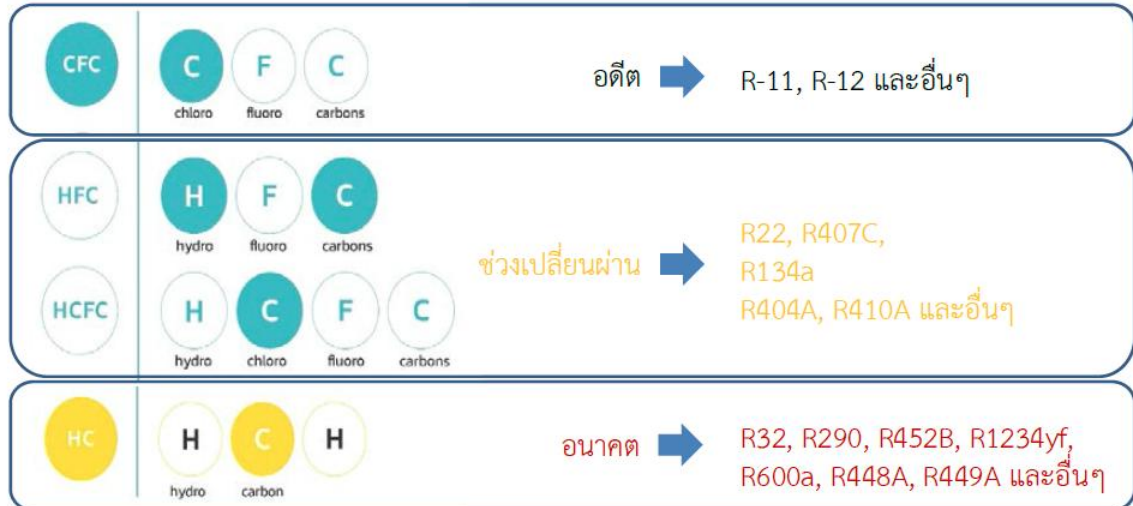 CFC
C F C
chloro fluoro carbons
อดีต
R-11, R-12 และอื่นๆ
HFC
H F C
hydro fluoro carbons
HCFC
H C F C
hydro chloro fluoro carbons
ช่วงเปลี่ยนผ่าน
R22, R407C,
R134a
R404A, R410A และอื่นๆ
HC
H C H
hydro carbon
อนาคต
R32, R290, R452B, R1234yf,
R600a, R448A, R449A และอื่นๆ